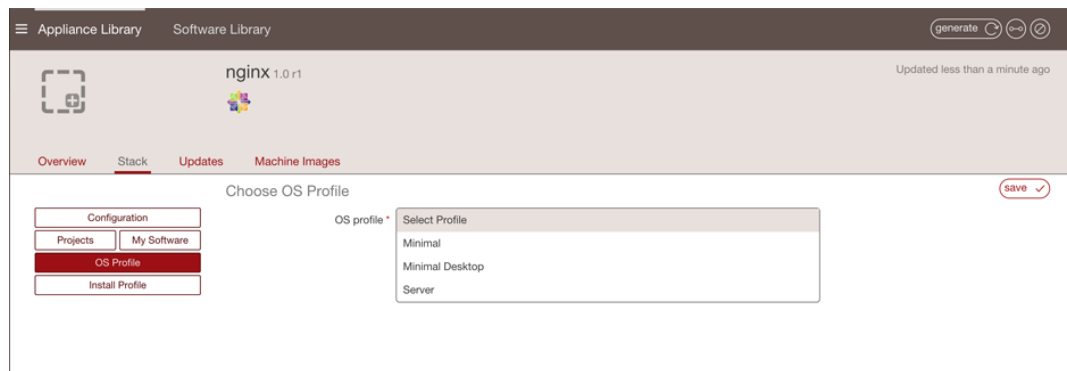 Appliance Library Software Library generate
nginx 1.0 r1 Updated less than a minute ago
Overview Stack Updates Machine Images
Choose OS Profile save
Configuration
Projects My Software
OS Profile
Install Profile
OS profile * Select Profile
Minimal
Minimal Desktop
Server